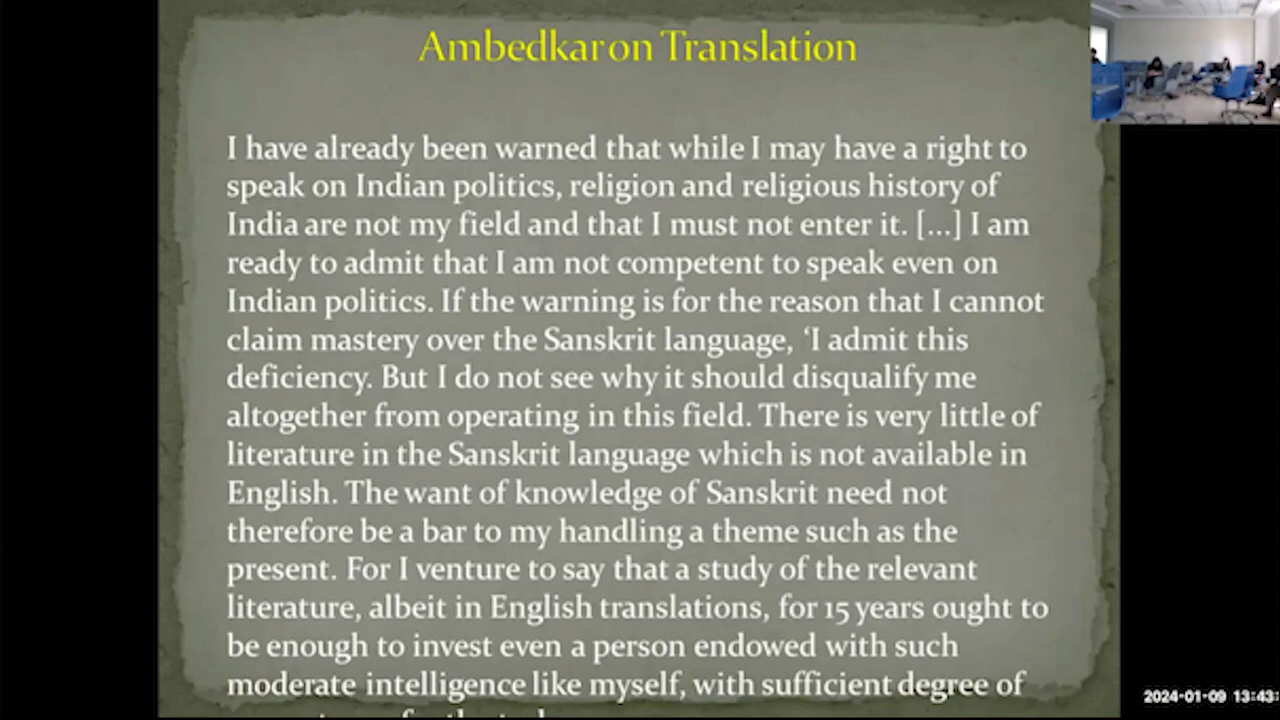 Ambedkar on Translation
I have already been warned that while I may have a right to
speak on Indian politics, religion and religious history of
India are not my field and that I must not enter it. [...] I am
ready to admit that I am not competent to speak even on
Indian politics. If the warning is for the reason that I cannot
claim mastery over the Sanskrit language, ‘I admit this
deficiency. But I do not see why it should disqualify me
altogether from operating in this field. There is very little of
literature in the Sanskrit language which is not available in
English. The want of knowledge of Sanskrit need not
therefore be a bar to my handling a theme such as the
present. For I venture to say that a study of the relevant
literature, albeit in English translations, for 15 years ought to
be enough to invest even a person endowed with such
moderate intelligence like myself, with sufficient degree of
2024-01-09 13:43: